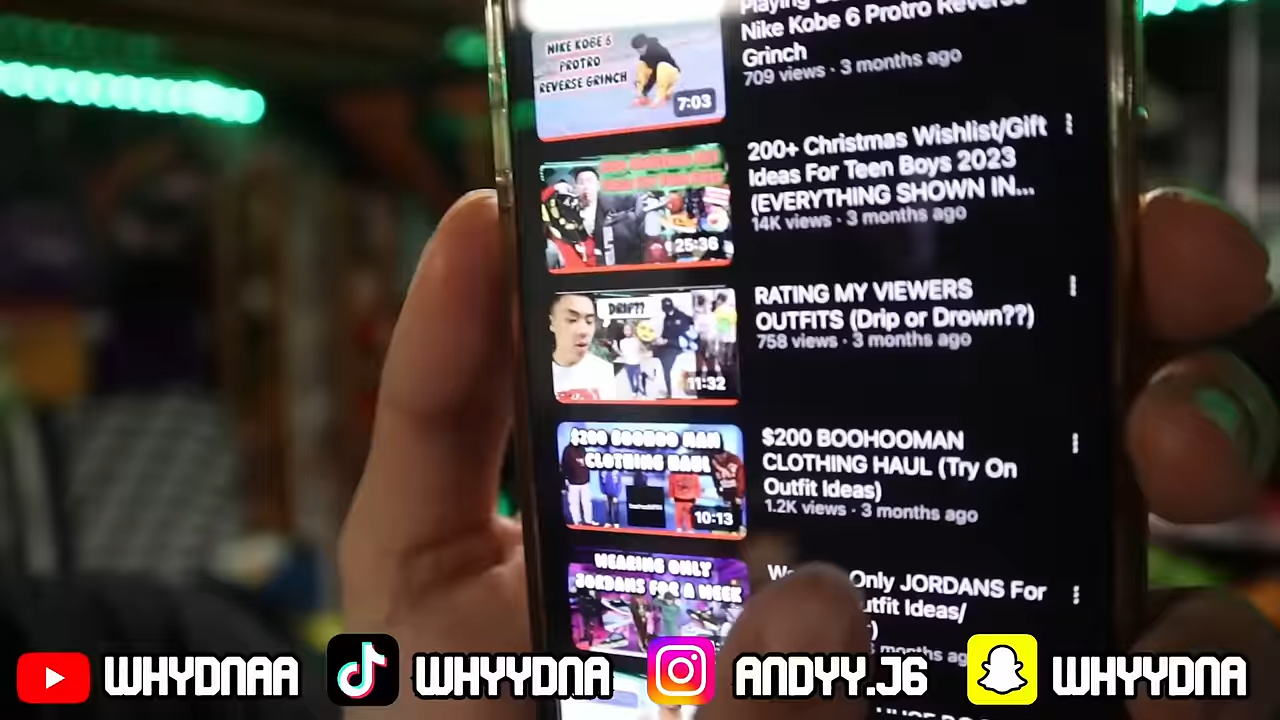 NIKE KOBE 6
PROTRO
REVERSE GRINCH
7:03
Playing
Nike Kobe 6 Protro Reverse
Grinch
709 views · 3 months ago
25:36
200+ Christmas Wishlist/Gift
Ideas For Teen Boys 2023
(EVERYTHING SHOWN IN...
14K views · 3 months ago
DRIP??
11:32
RATING MY VIEWERS
OUTFITS (Drip or Drown??)
758 views · 3 months ago
$200 BOOHOO MAN
CLOTHING HAUL
10:13
$200 BOOHOOMAN
CLOTHING HAUL (Try On
Outfit Ideas)
1.2K views · 3 months ago
WEARING ONLY
JORDANS FOR A WEEK
Only JORDANS For
utfit Ideas/
)
months ag
WHYDNAA
WHYYDNA
ANDYY.J6
WHYYDNA